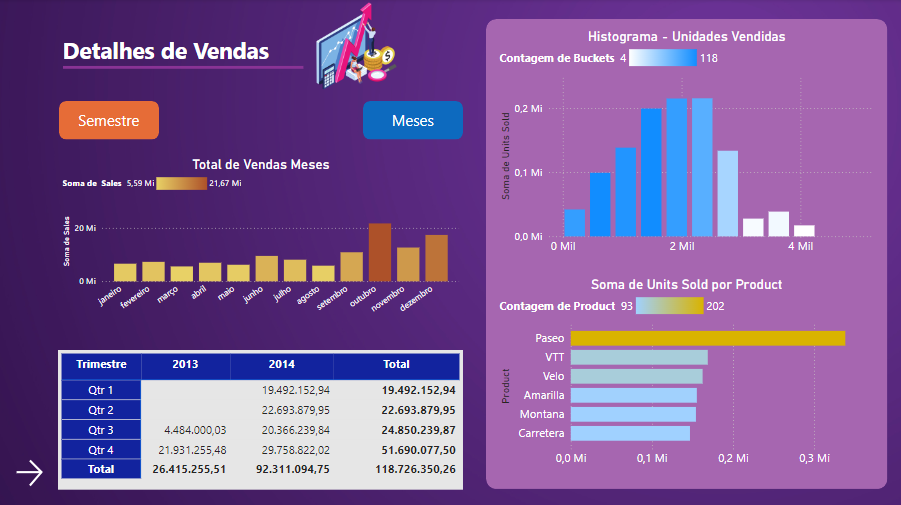 Detalhes de Vendas
Semestre
Meses
Total de Vendas Meses
Soma de Sales 5,59 Mi 21,67 Mi
Soma de Sales
20 Mi
0 Mi
janeiro fevereiro março abril maio junho julho agosto setembro outubro novembro dezembro
Trimestre 2013 2014 Total
Qtr 1 19.492.152,94 19.492.152,94
Qtr 2 22.693.879,95 22.693.879,95
Qtr 3 4.484.000,03 20.366.239,84 24.850.239,87
Qtr 4 21.931.255,48 29.758.822,02 51.690.077,50
Total 26.415.255,51 92.311.094,75 118.726.350,26
Histograma - Unidades Vendidas
Contagem de Buckets 4 118
Soma de Units Sold
0,2 Mi
0,1 Mi
0,0 Mi
0 Mil 2 Mil 4 Mil
Soma de Units Sold por Product
Contagem de Product 93 202
Product
Paseo
VTT
Velo
Amarilla
Montana
Carretera
0,0 Mi 0,1 Mi 0,2 Mi 0,3 Mi